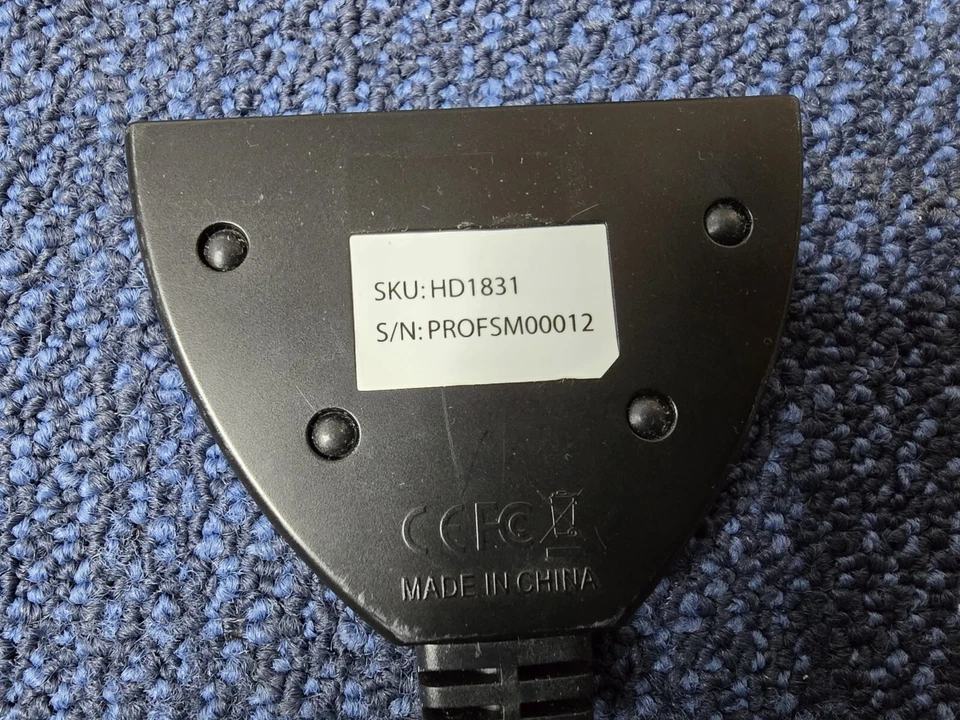 SKU: HD1831
S/N: PROFSM00012
CE FC
MADE IN CHINA